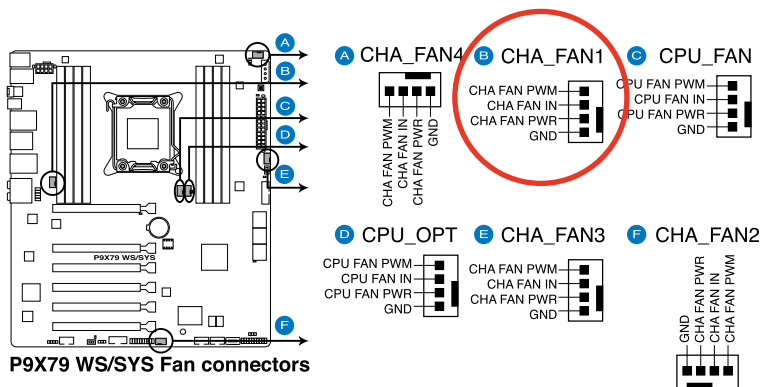 A
B
C
D
E
F
P9X79 WS/SYS
P9X79 WS/SYS Fan connectors
A CHA_FAN4
CHA FAN PWM
CHA FAN IN
CHA FAN PWR
GND
B CHA_FAN1
CHA FAN PWM
CHA FAN IN
CHA FAN PWR
GND
C CPU_FAN
CPU FAN PWM
CPU FAN IN
CPU FAN PWR
GND
D CPU_OPT
CPU FAN PWM
CPU FAN IN
CPU FAN PWR
GND
E CHA_FAN3
CHA FAN PWM
CHA FAN IN
CHA FAN PWR
GND
F CHA_FAN2
GND
CHA FAN PWR
CHA FAN IN
CHA FAN PWM